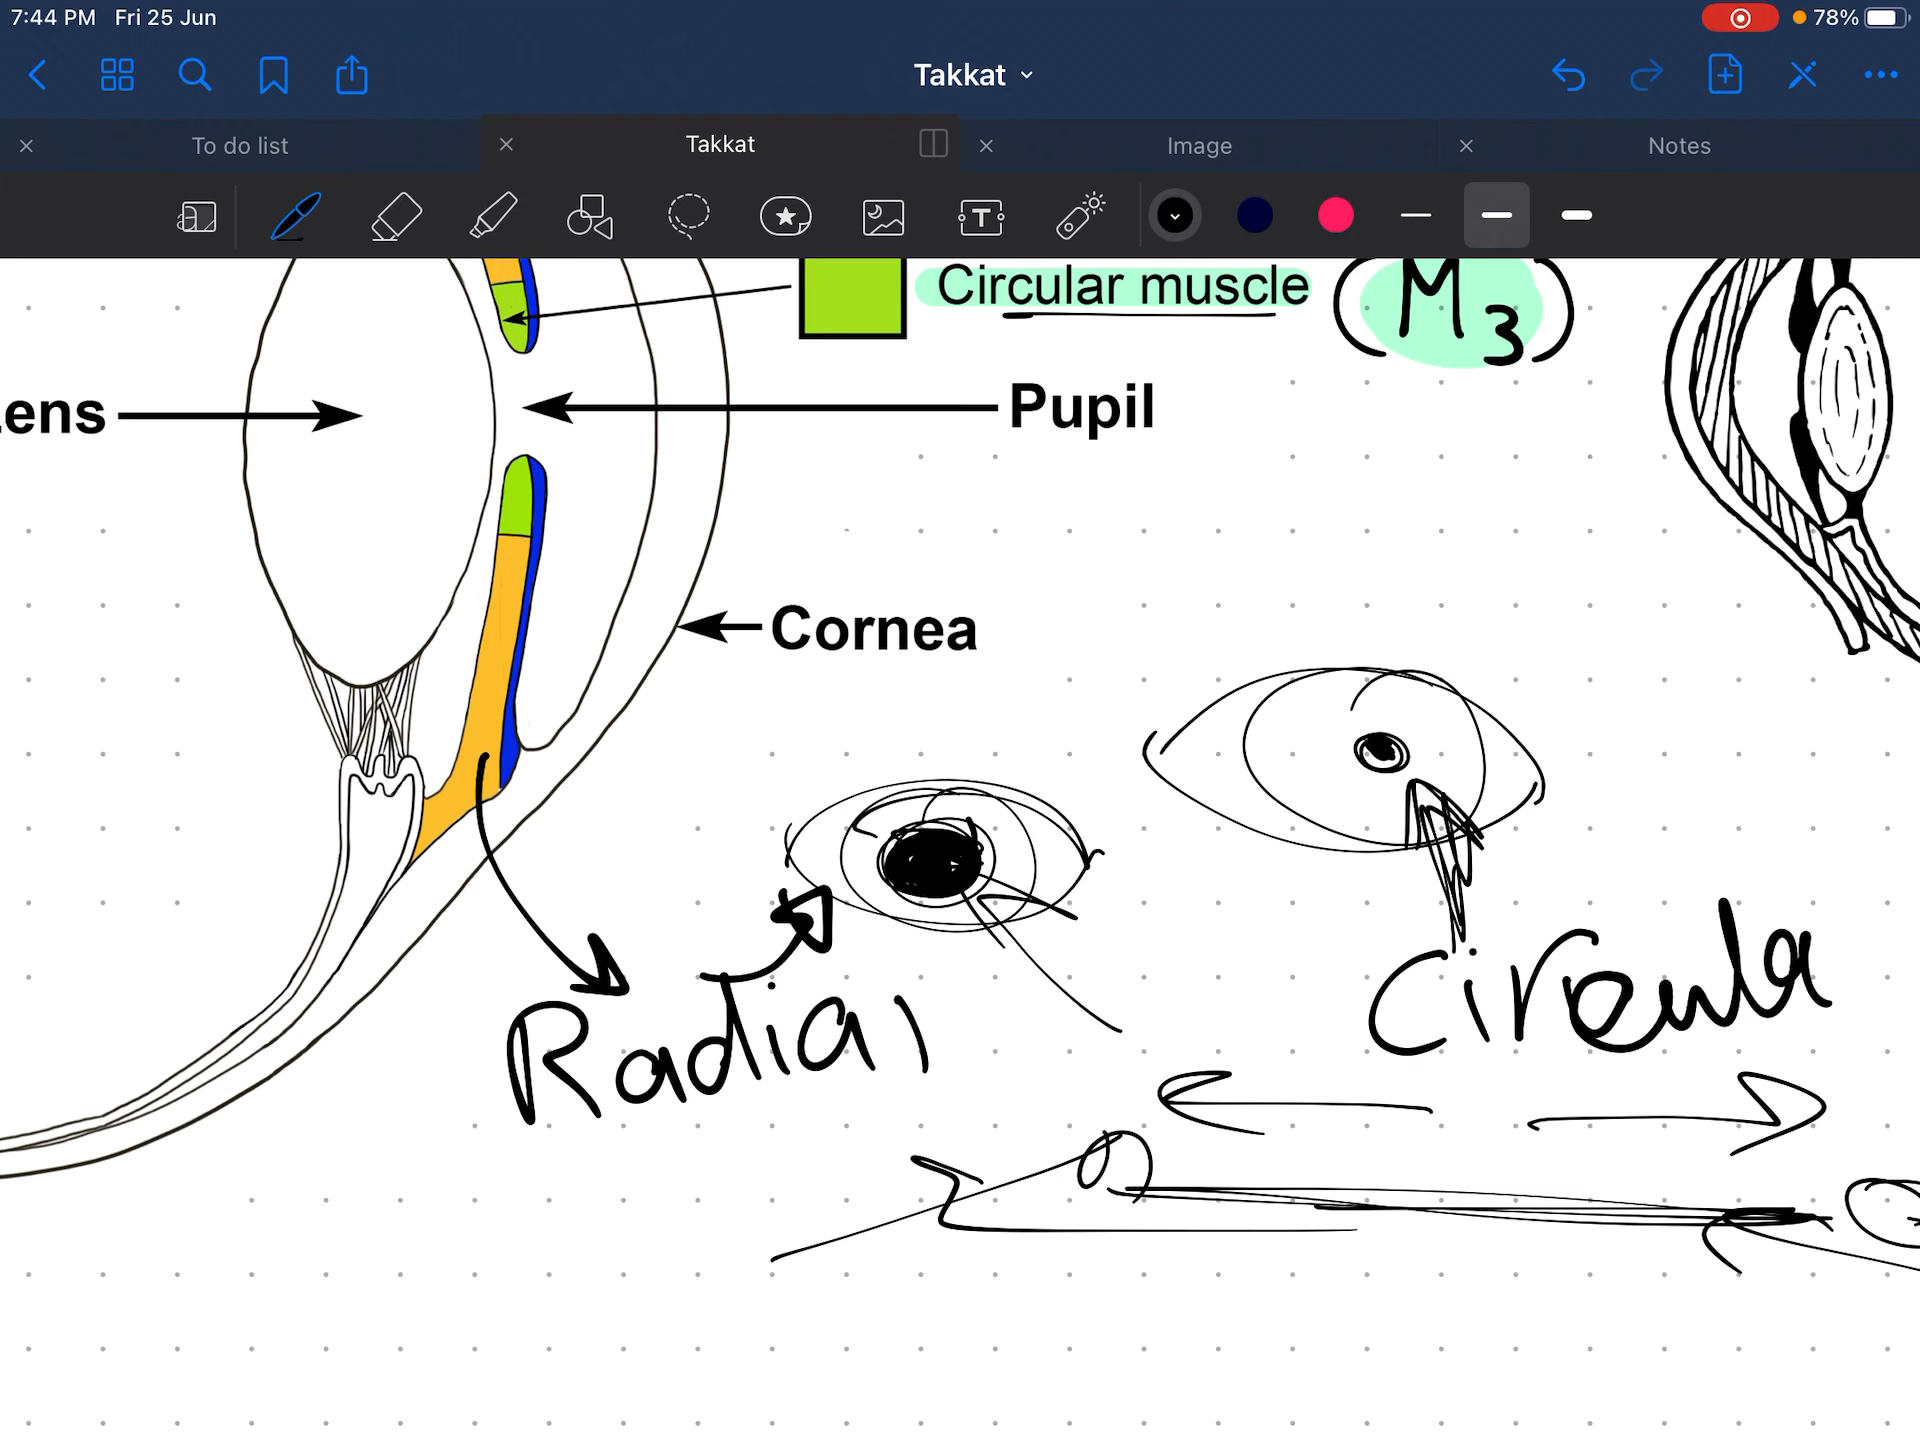 7:44 PM Fri 25 Jun
78%
Takkat
To do list
Takkat
Image
Notes
Circular muscle (M3)
ens
Pupil
Cornea
Radial
Circula